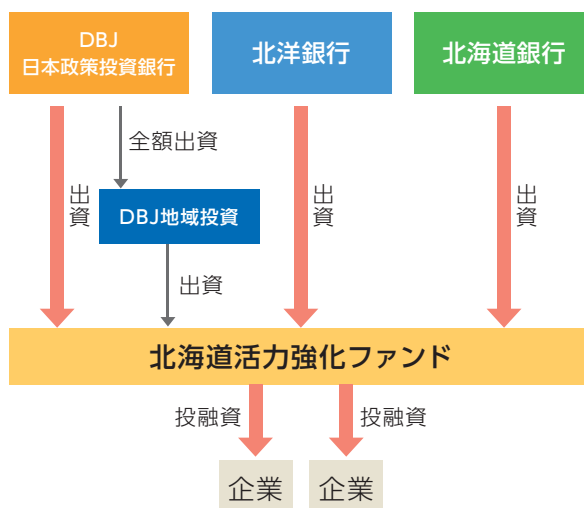 DBJ
日本政策投資銀行
北洋銀行
北海道銀行
全額出資
出資
DBJ地域投資
出資
出資
出資
出資
北海道活力強化ファンド
投融資
投融資
企業
企業